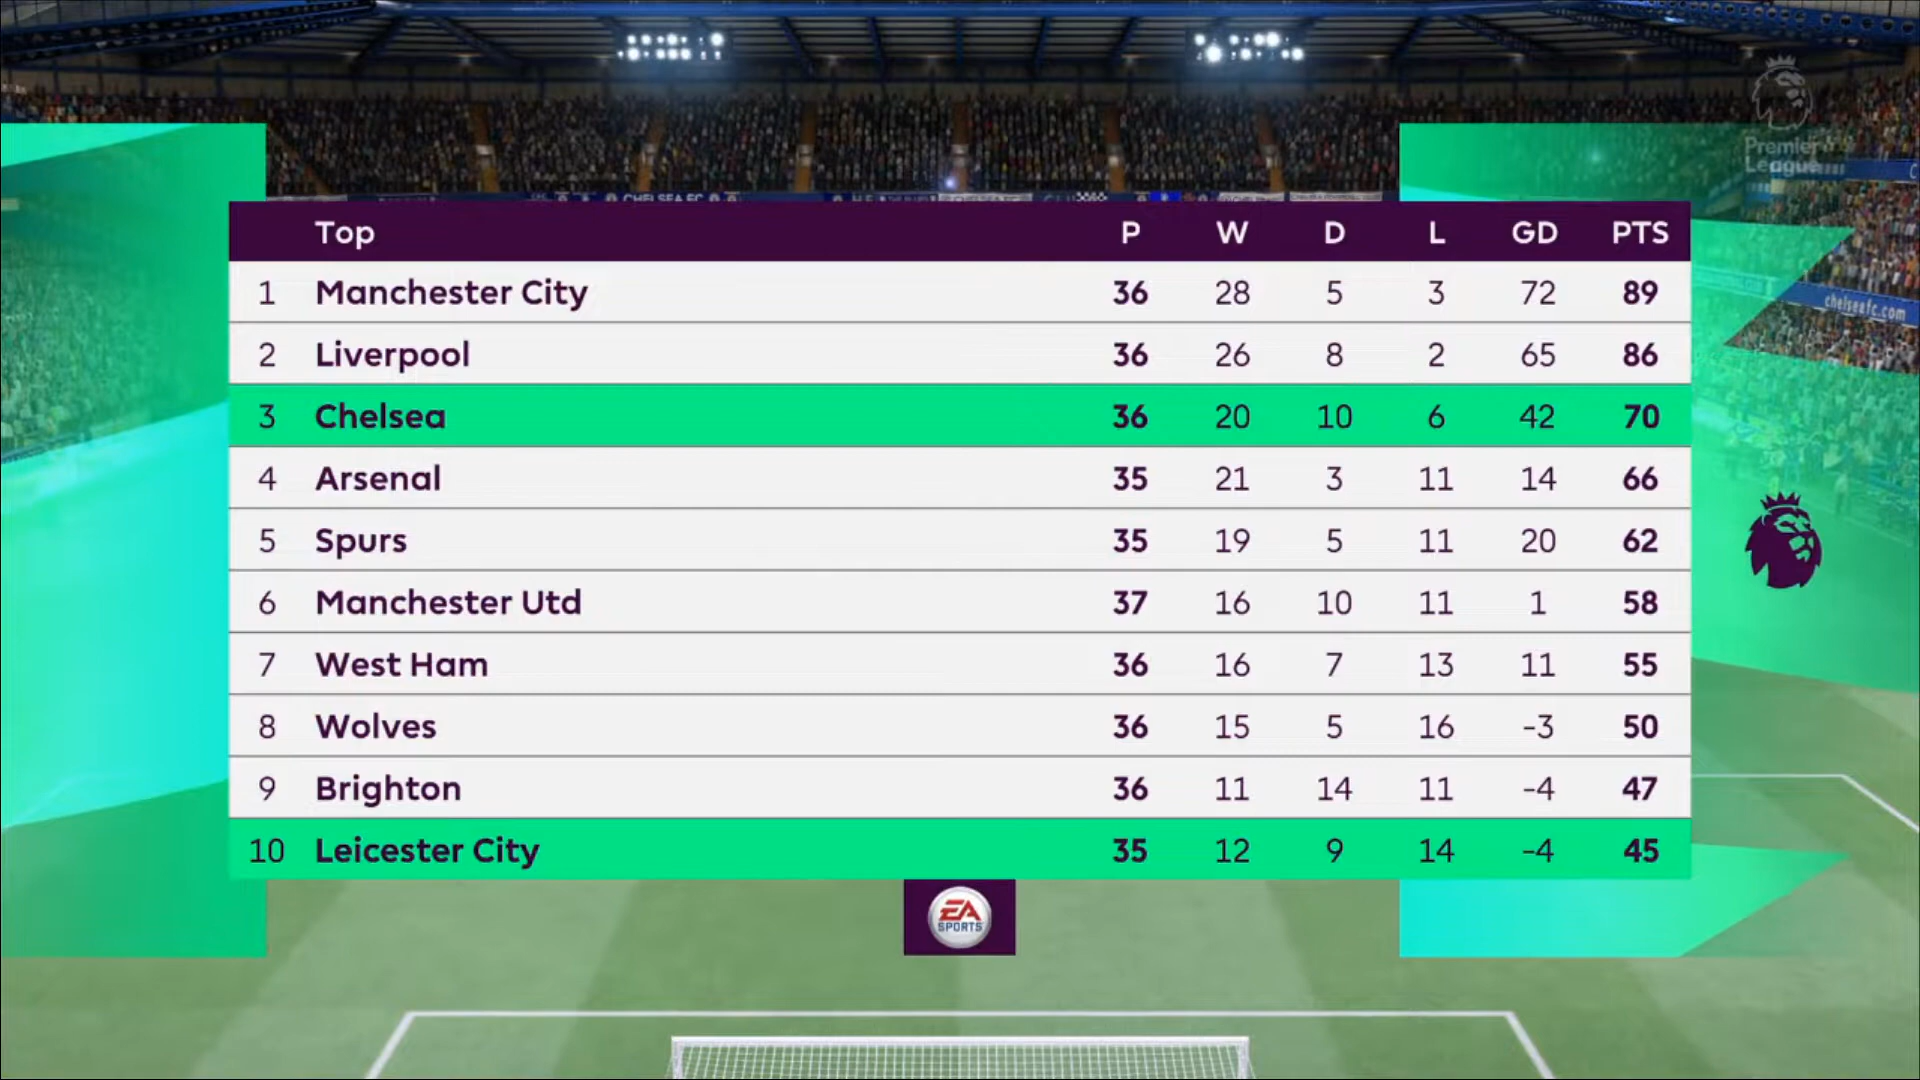 Premier
League
CHELSEA FC
chelseafc.com
Top P W D L GD PTS
1 Manchester City 36 28 5 3 72 89
2 Liverpool 36 26 8 2 65 86
3 Chelsea 36 20 10 6 42 70
4 Arsenal 35 21 3 11 14 66
5 Spurs 35 19 5 11 20 62
6 Manchester Utd 37 16 10 11 1 58
7 West Ham 36 16 7 13 11 55
8 Wolves 36 15 5 16 -3 50
9 Brighton 36 11 14 11 -4 47
10 Leicester City 35 12 9 14 -4 45
EA
SPORTS